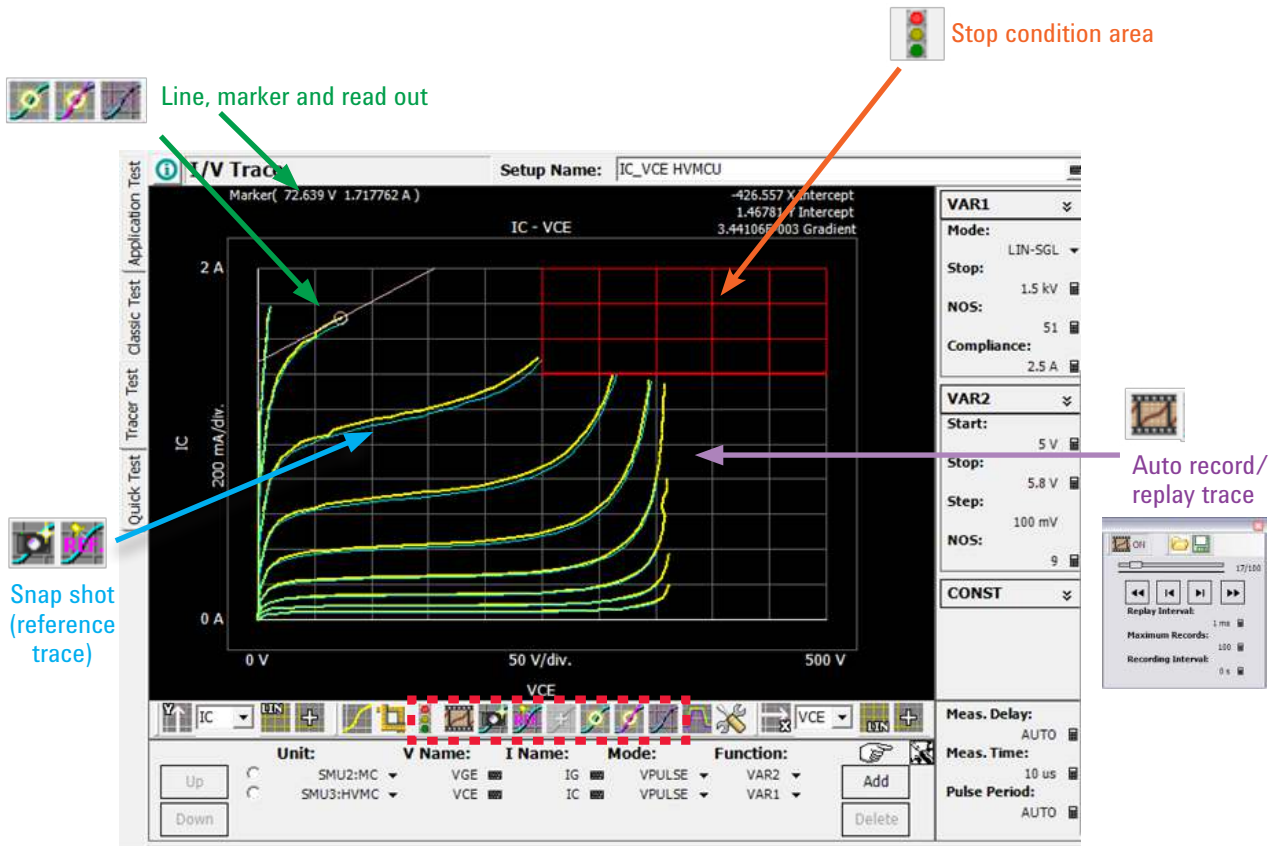 Stop condition area
Line, marker and read out
I/V Trace
Setup Name: IC_VCE HVMCU
Application Test
Classic Test
Tracer Test
Quick Test
Marker( 72.639 V 1.717762 A )
-426.557 X Intercept
1.46781 Y Intercept
3.44106E-003 Gradient
IC - VCE
2 A
IC
200 mA/div.
0 A
0 V
50 V/div.
500 V
VCE
VAR1
Mode:
LIN-SGL
Stop:
1.5 kV
NOS:
51
Compliance:
2.5 A
VAR2
Start:
5 V
Stop:
5.8 V
Step:
100 mV
NOS:
9
CONST
Meas. Delay:
AUTO
Meas. Time:
10 us
Pulse Period:
AUTO
Y IC LIN
REF.
X VCE LIN
Unit: V Name: I Name: Mode: Function:
Up SMU2:MC VGE IG VPULSE VAR2 Add
SMU3:HVMC VCE IC VPULSE VAR1
Down Delete
Snap shot
(reference
trace)
Auto record/
replay trace
ON
17/100
Replay Interval:
1 ms
Maximum Records:
100
Recording Interval:
0 s